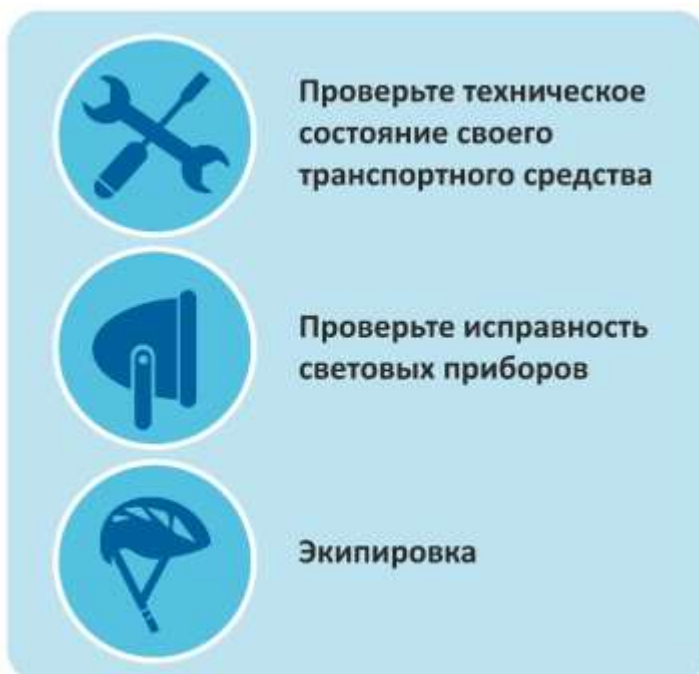 Проверьте техническое
состояние своего
транспортного средства
Проверьте исправность
световых приборов
Экипировка